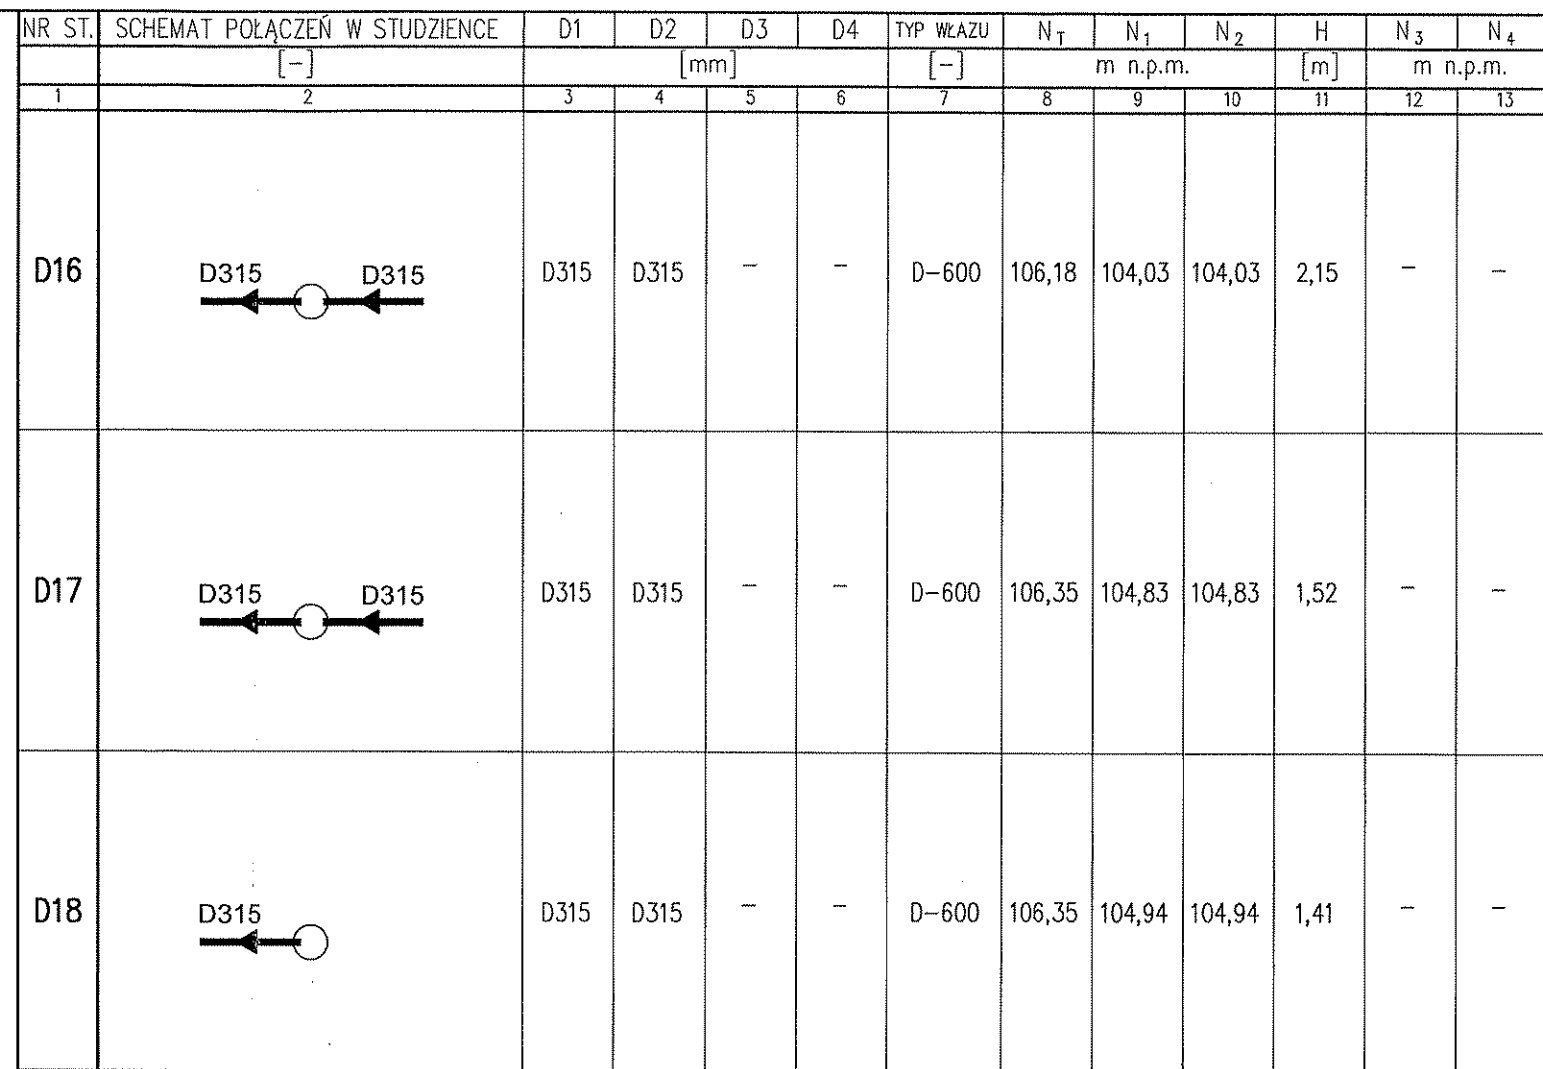 NR ST. SCHEMAT POŁĄCZEŃ W STUDZIENCE D1 D2 D3 D4 TYP WŁAZU N_T N_1 N_2 H N_3 N_4
[-] [mm] [-] m n.p.m. [m] m n.p.m.
1 2 3 4 5 6 7 8 9 10 11 12 13
D16 D315 D315 D315 D315 - - D-600 106,18 104,03 104,03 2,15 - -
D17 D315 D315 D315 D315 - - D-600 106,35 104,83 104,83 1,52 - -
D18 D315 D315 D315 - - D-600 106,35 104,94 104,94 1,41 - -